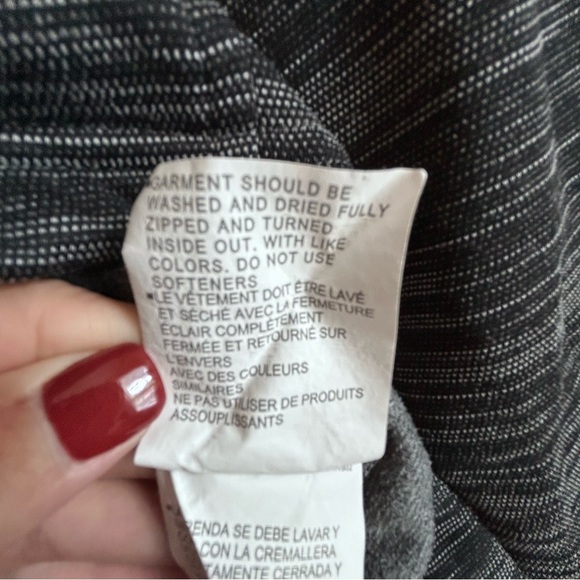 •GARMENT SHOULD BE
WASHED AND DRIED FULLY
ZIPPED AND TURNED
INSIDE OUT. WITH LIKE
COLORS. DO NOT USE
SOFTENERS
•LE VÊTEMENT DOIT ÊTRE LAVÉ
ET SÉCHÉ AVEC LA FERMETURE
ÉCLAIR COMPLÈTEMENT
FERMÉE ET RETOURNÉ SUR
L'ENVERS
AVEC DES COULEURS
SIMILAIRES
NE PAS UTILISER DE PRODUITS
ASSOUPLISSANTS
RENDA SE DEBE LAVAR Y
CON LA CREMALLERA
TAMENTE CERRADA Y